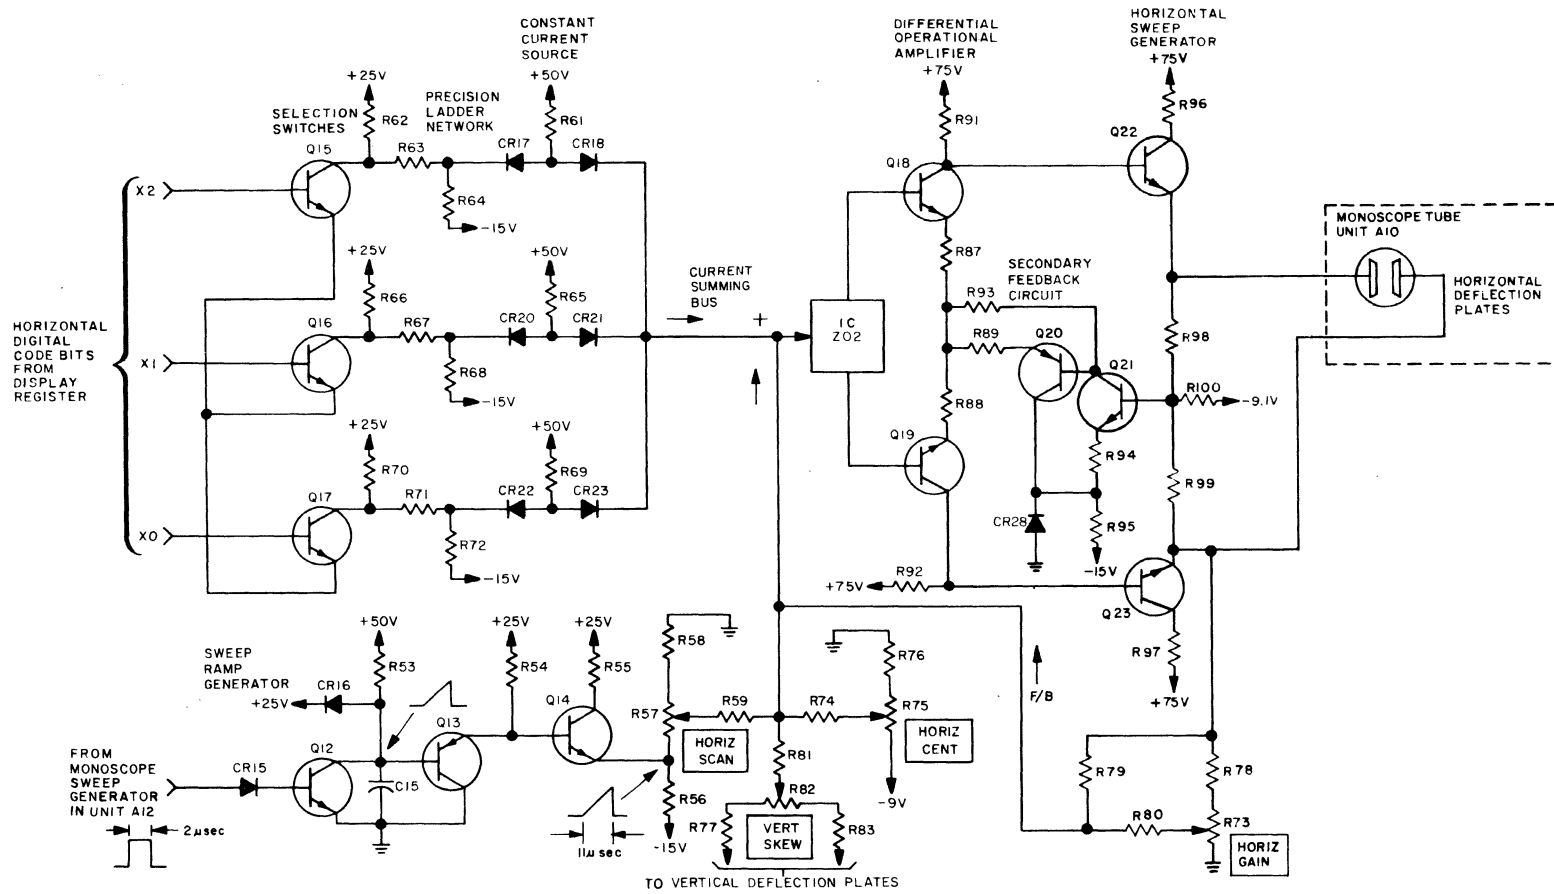 CONSTANT
CURRENT
SOURCE
DIFFERENTIAL
OPERATIONAL
AMPLIFIER
HORIZONTAL
SWEEP
GENERATOR
+25V
+50V
+75V
+75V
SELECTION
SWITCHES
PRECISION
LADDER
NETWORK
R62
R61
R91
R96
Q15
R63
CR17
CR18
Q18
Q22
X2
R64
-15V
MONOSCOPE TUBE
UNIT A10
HORIZONTAL
DEFLECTION
PLATES
+25V
+50V
R87
R66
R65
CURRENT
SUMMING
BUS
SECONDARY
FEEDBACK
CIRCUIT
R93
HORIZONTAL
DIGITAL
CODE BITS
FROM
DISPLAY
REGISTER
Q16
R67
CR20
CR21
+
IC
Z02
R89
Q20
R98
X1
R68
-15V
Q21
R100
-9.1V
R88
+25V
+50V
Q19
R70
R69
R94
Q17
R71
CR22
CR23
R99
X0
R72
CR28
R95
-15V
-15V
+75V
R92
Q23
+50V
+25V
+25V
R58
R76
R97
SWEEP
RAMP
GENERATOR
R53
R54
R55
F/B
+75V
CR16
+25V
Q13
Q14
R57
R59
R74
R75
HORIZ
SCAN
HORIZ
CENT
FROM
MONOSCOPE
SWEEP
GENERATOR
IN UNIT A12
CR15
Q12
C15
R81
R79
R78
R56
R82
-9V
2µsec
11µsec
-15V
R77
VERT
SKEW
R83
R80
R73
HORIZ
GAIN
TO VERTICAL DEFLECTION PLATES